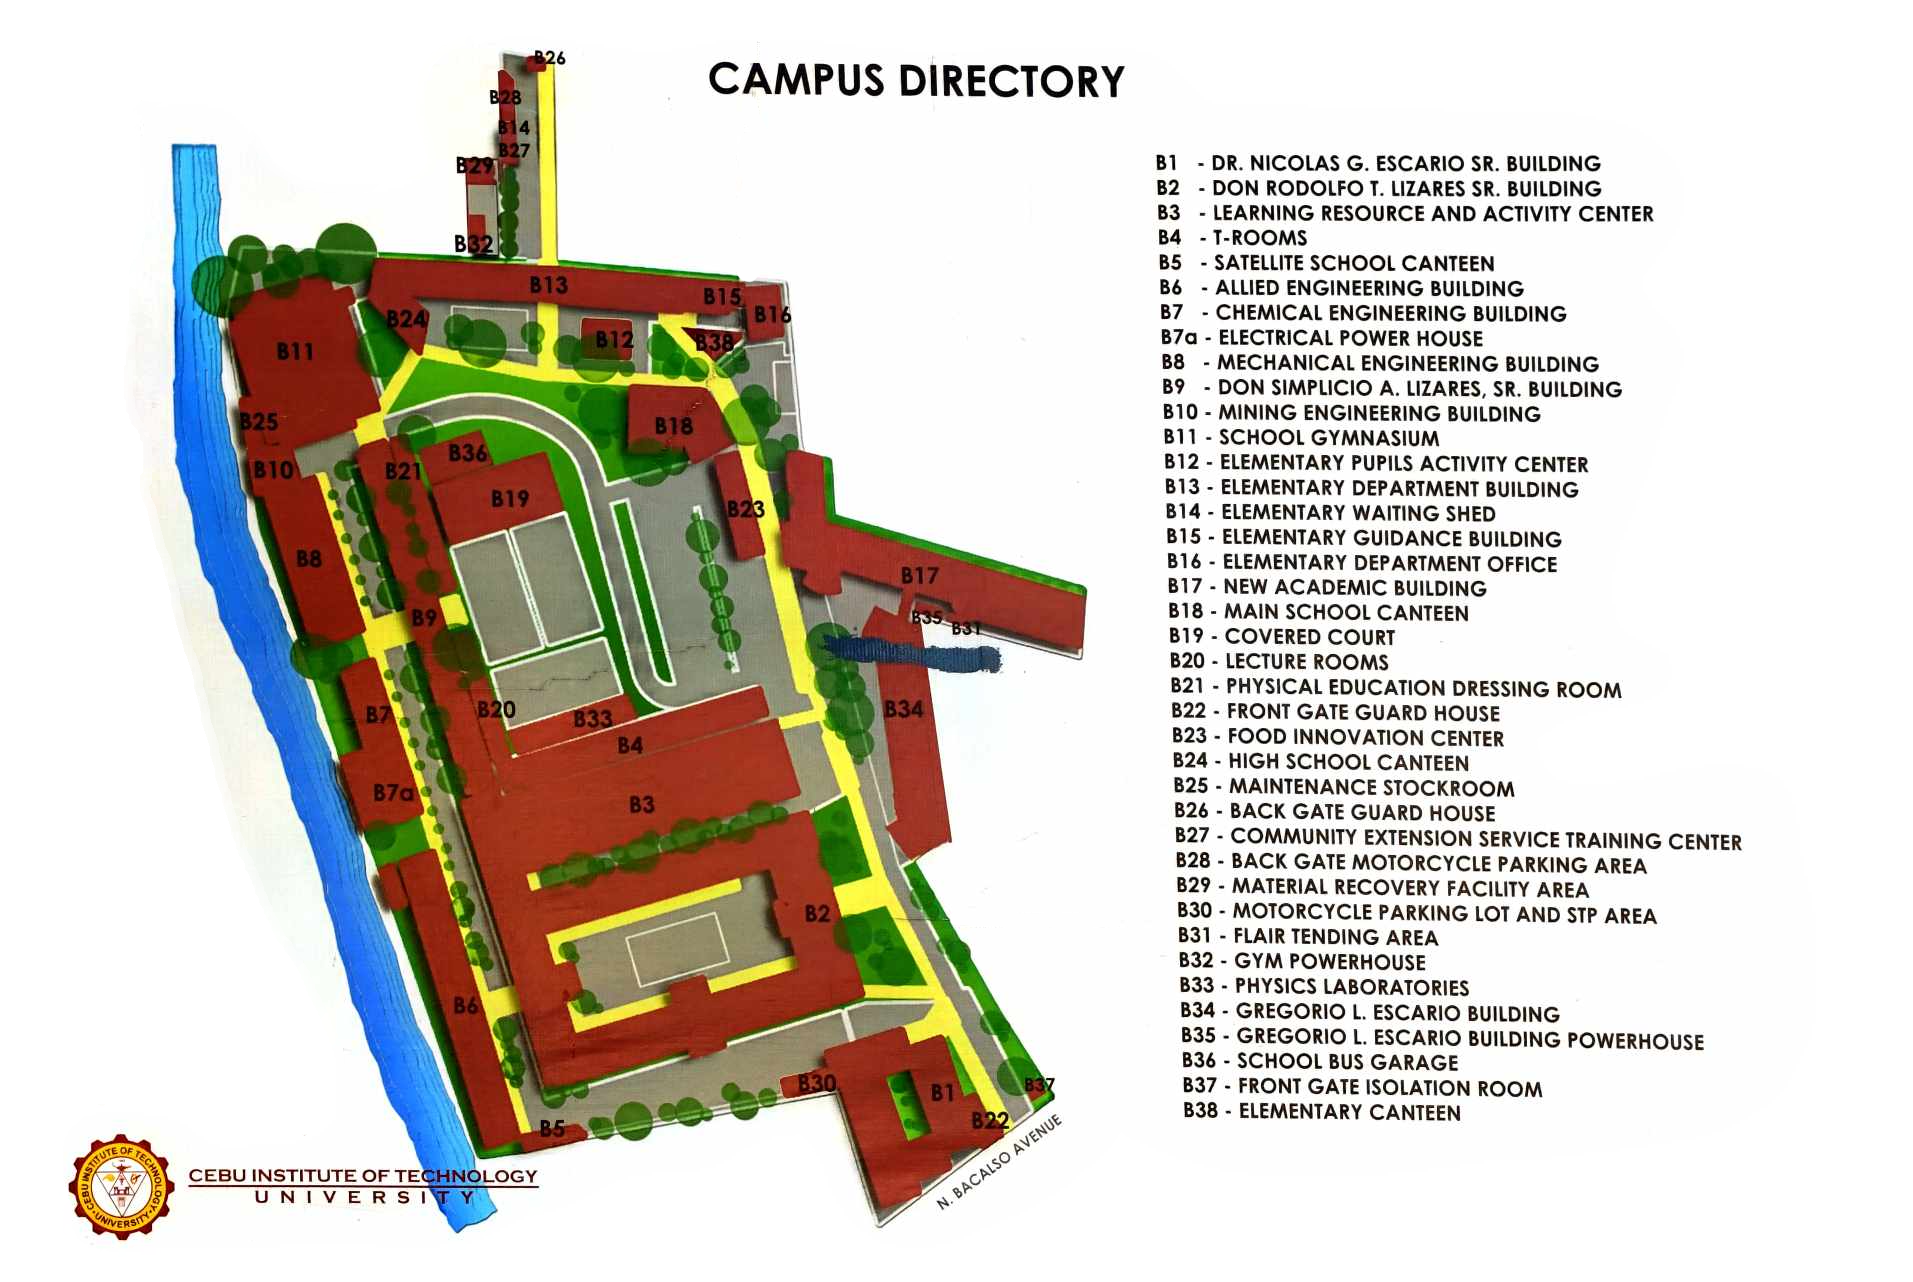 CAMPUS DIRECTORY
B1 - DR. NICOLAS G. ESCARIO SR. BUILDING
B2 - DON RODOLFO T. LIZARES SR. BUILDING
B3 - LEARNING RESOURCE AND ACTIVITY CENTER
B4 - T-ROOMS
B5 - SATELLITE SCHOOL CANTEEN
B6 - ALLIED ENGINEERING BUILDING
B7 - CHEMICAL ENGINEERING BUILDING
B7a - ELECTRICAL POWER HOUSE
B8 - MECHANICAL ENGINEERING BUILDING
B9 - DON SIMPLICIO A. LIZARES, SR. BUILDING
B10 - MINING ENGINEERING BUILDING
B11 - SCHOOL GYMNASIUM
B12 - ELEMENTARY PUPILS ACTIVITY CENTER
B13 - ELEMENTARY DEPARTMENT BUILDING
B14 - ELEMENTARY WAITING SHED
B15 - ELEMENTARY GUIDANCE BUILDING
B16 - ELEMENTARY DEPARTMENT OFFICE
B17 - NEW ACADEMIC BUILDING
B18 - MAIN SCHOOL CANTEEN
B19 - COVERED COURT
B20 - LECTURE ROOMS
B21 - PHYSICAL EDUCATION DRESSING ROOM
B22 - FRONT GATE GUARD HOUSE
B23 - FOOD INNOVATION CENTER
B24 - HIGH SCHOOL CANTEEN
B25 - MAINTENANCE STOCKROOM
B26 - BACK GATE GUARD HOUSE
B27 - COMMUNITY EXTENSION SERVICE TRAINING CENTER
B28 - BACK GATE MOTORCYCLE PARKING AREA
B29 - MATERIAL RECOVERY FACILITY AREA
B30 - MOTORCYCLE PARKING LOT AND STP AREA
B31 - FLAIR TENDING AREA
B32 - GYM POWERHOUSE
B33 - PHYSICS LABORATORIES
B34 - GREGORIO L. ESCARIO BUILDING
B35 - GREGORIO L. ESCARIO BUILDING POWERHOUSE
B36 - SCHOOL BUS GARAGE
B37 - FRONT GATE ISOLATION ROOM
B38 - ELEMENTARY CANTEEN
B26
B28
B14
B27
B29
B32
B13
B15
B16
B24
B12
B38
B11
B25
B18
B10
B21
B36
B19
B23
B8
B17
B9
B35
B31
B7
B20
B33
B34
B4
B7a
B3
B2
B6
B30
B1
B37
B5
B22
N. BACALSO AVENUE
CEBU INSTITUTE OF TECHNOLOGY
UNIVERSITY
CEBU INSTITUTE OF TECHNOLOGY
UNIVERSITY